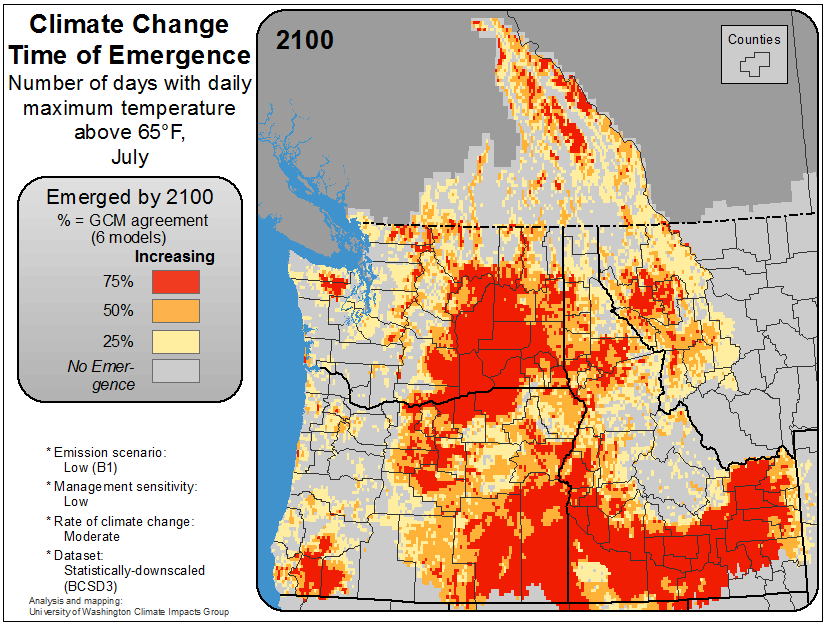 Climate Change
Time of Emergence
Number of days with daily
maximum temperature
above 65°F,
July
Emerged by 2100
% = GCM agreement
(6 models)
Increasing
75%
50%
25%
No Emer-
gence
* Emission scenario:
Low (B1)
* Management sensitivity:
Low
* Rate of climate change:
Moderate
* Dataset:
Statistically-downscaled
(BCSD3)
Analysis and mapping:
University of Washington Climate Impacts Group
2100
Counties